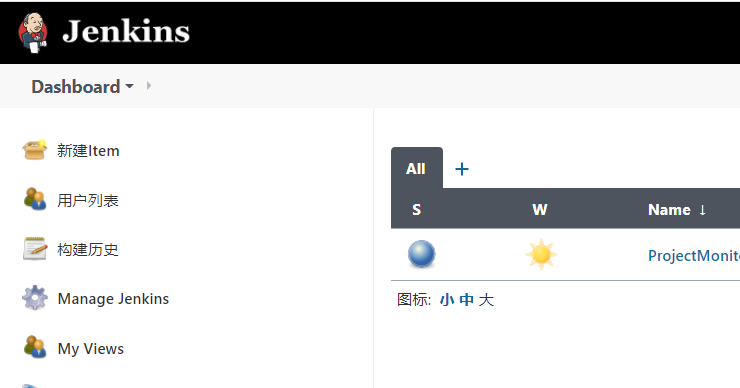 Jenkins
Dashboard
新建Item
用户列表
构建历史
Manage Jenkins
My Views
All +
S W Name ↓
ProjectMonit
图标: 小 中 大